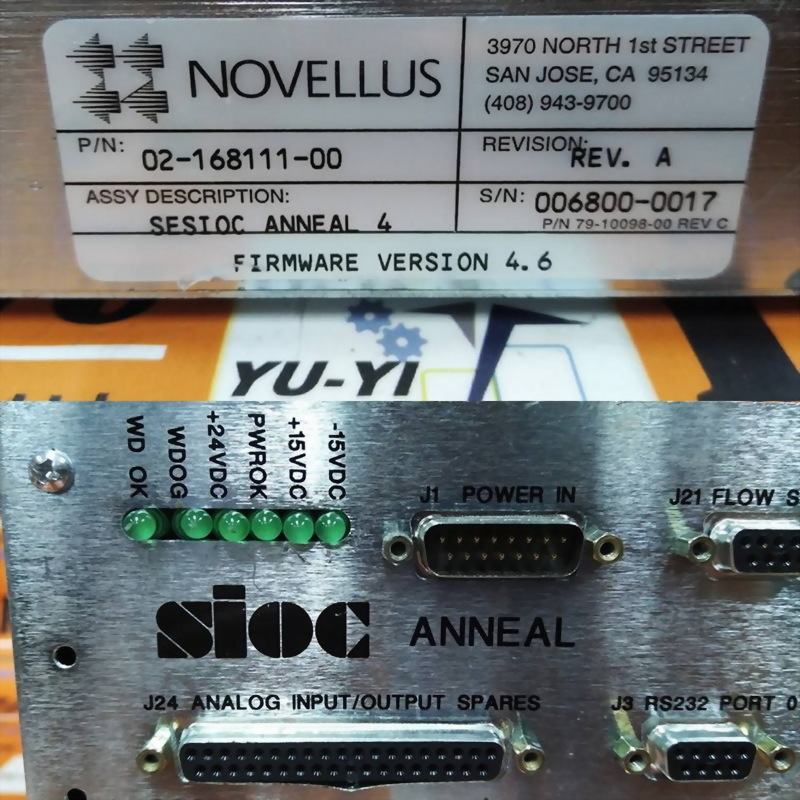 NOVELLUS
3970 NORTH 1st STREET
SAN JOSE, CA 95134
(408) 943-9700
P/N: 02-168111-00
REVISION: REV. A
ASSY DESCRIPTION:
SESIOC ANNEAL 4
S/N: 006800-0017
P/N 79-10098-00 REV C
FIRMWARE VERSION 4.6
YU-YI
WD OK
WDOG
+24VDC
PWROK
+15VDC
-15VDC
J1 POWER IN
J21 FLOW S
sioc ANNEAL
J24 ANALOG INPUT/OUTPUT SPARES
J3 RS232 PORT 0